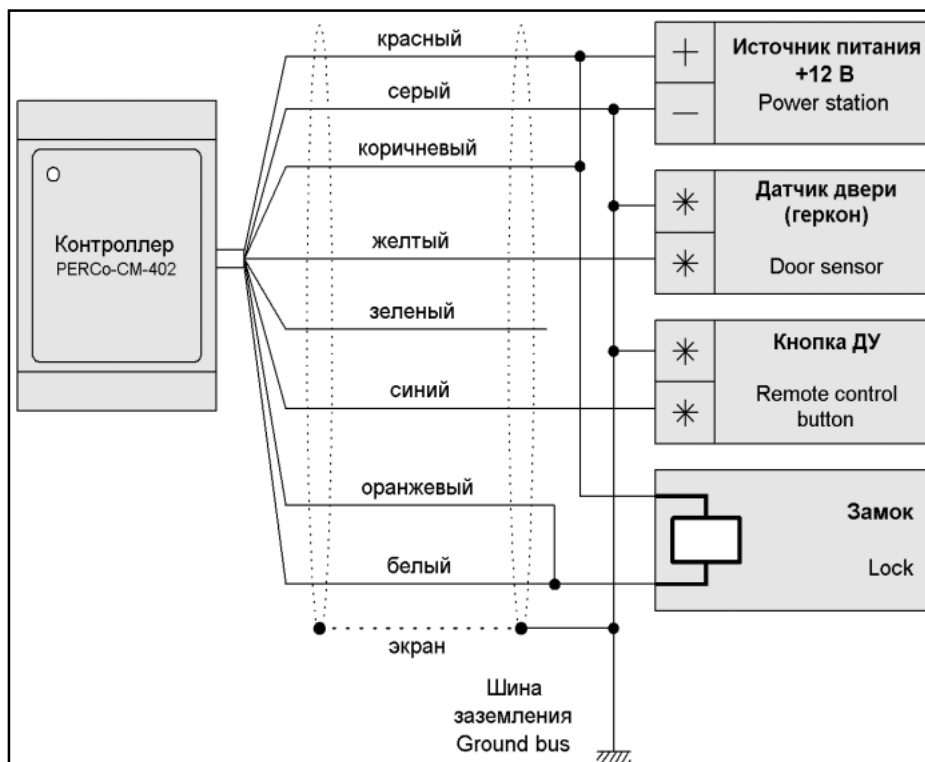 красный
серый
коричневый
желтый
зеленый
синий
оранжевый
белый
экран
Контроллер
PERCo-CM-402
+
Источник питания
+12 В
Power station
—
Датчик двери
(геркон)
Door sensor
Кнопка ДУ
Remote control
button
Замок
Lock
Шина
заземления
Ground bus